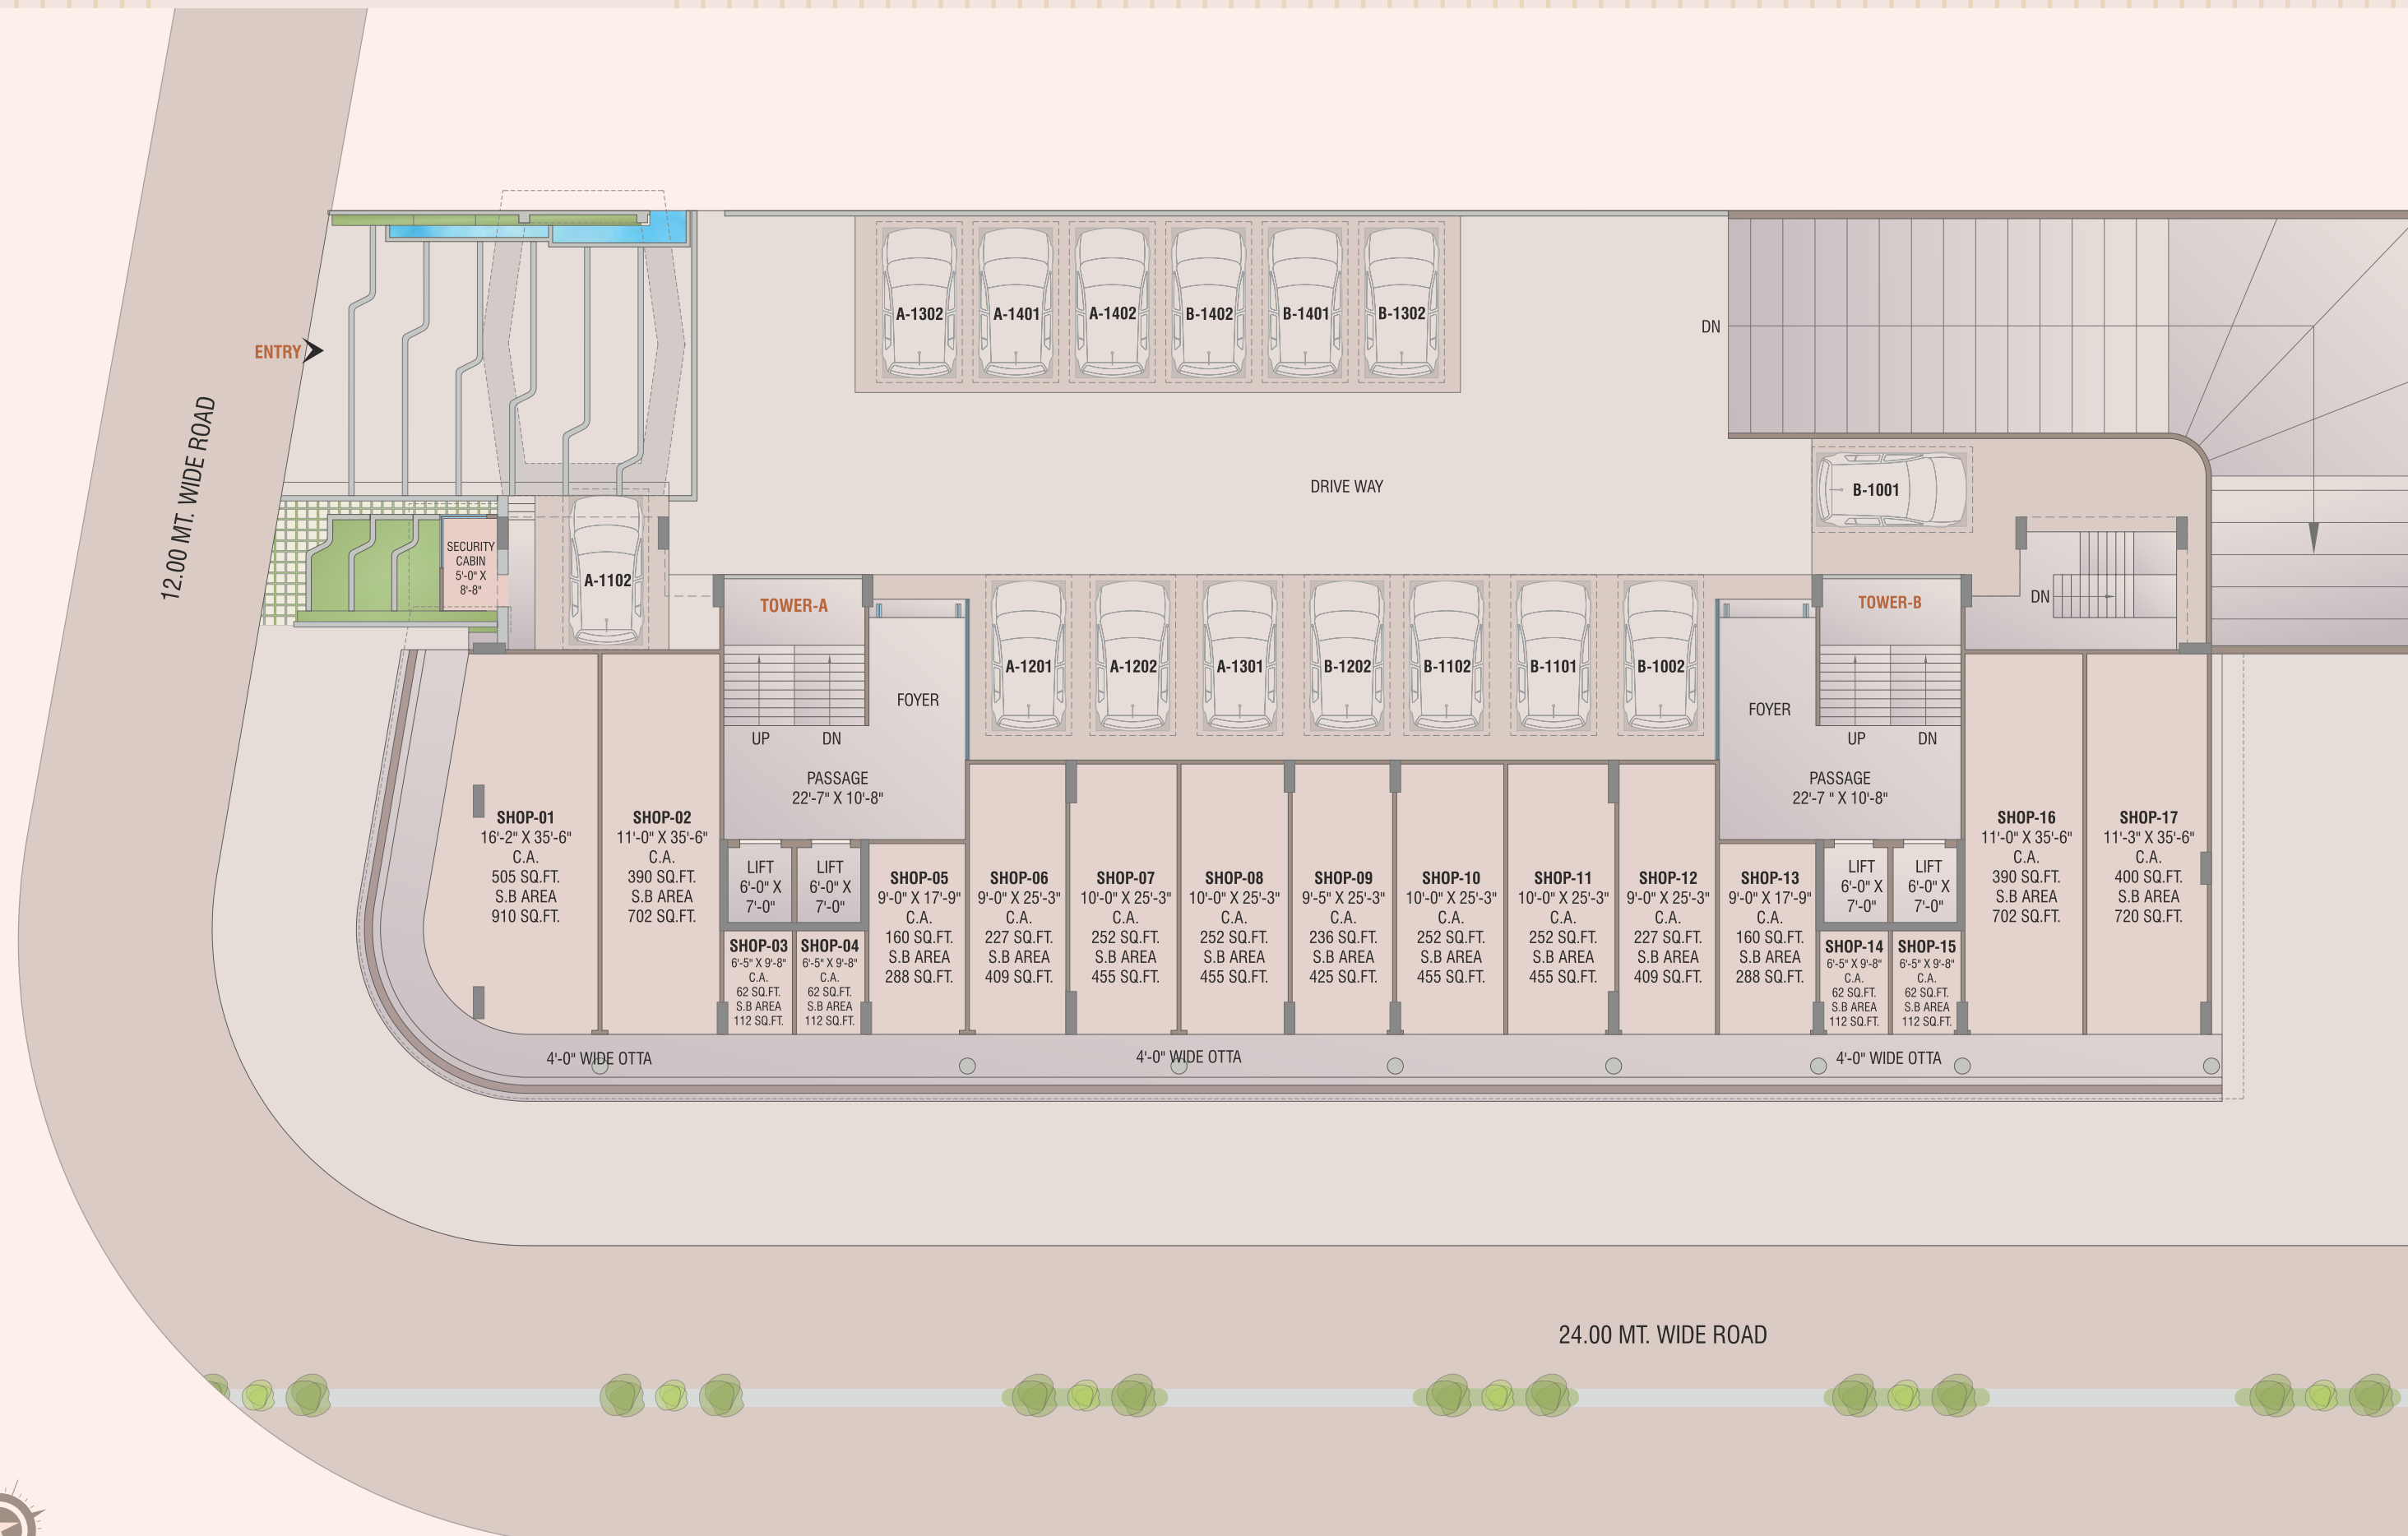 A-1302
A-1401
A-1402
B-1402
B-1401
B-1302
DN
ENTRY
12.00 MT. WIDE ROAD
DRIVE WAY
B-1001
SECURITY
CABIN
5'-0" X
8'-8"
A-1102
TOWER-A
TOWER-B
DN
A-1201
A-1202
A-1301
B-1202
B-1102
B-1101
B-1002
FOYER
FOYER
UP
DN
UP
DN
PASSAGE
22'-7" X 10'-8"
PASSAGE
22'-7 " X 10'-8"
SHOP-01
16'-2" X 35'-6"
C.A.
505 SQ.FT.
S.B AREA
910 SQ.FT.
SHOP-02
11'-0" X 35'-6"
C.A.
390 SQ.FT.
S.B AREA
702 SQ.FT.
LIFT
6'-0" X
7'-0"
LIFT
6'-0" X
7'-0"
SHOP-03
6'-5" X 9'-8"
C.A.
62 SQ.FT.
S.B AREA
112 SQ.FT.
SHOP-04
6'-5" X 9'-8"
C.A.
62 SQ.FT.
S.B AREA
112 SQ.FT.
SHOP-05
9'-0" X 17'-9"
C.A.
160 SQ.FT.
S.B AREA
288 SQ.FT.
SHOP-06
9'-0" X 25'-3"
C.A.
227 SQ.FT.
S.B AREA
409 SQ.FT.
SHOP-07
10'-0" X 25'-3"
C.A.
252 SQ.FT.
S.B AREA
455 SQ.FT.
SHOP-08
10'-0" X 25'-3"
C.A.
252 SQ.FT.
S.B AREA
455 SQ.FT.
SHOP-09
9'-5" X 25'-3"
C.A.
236 SQ.FT.
S.B AREA
425 SQ.FT.
SHOP-10
10'-0" X 25'-3"
C.A.
252 SQ.FT.
S.B AREA
455 SQ.FT.
SHOP-11
10'-0" X 25'-3"
C.A.
252 SQ.FT.
S.B AREA
455 SQ.FT.
SHOP-12
9'-0" X 25'-3"
C.A.
227 SQ.FT.
S.B AREA
409 SQ.FT.
SHOP-13
9'-0" X 17'-9"
C.A.
160 SQ.FT.
S.B AREA
288 SQ.FT.
LIFT
6'-0" X
7'-0"
LIFT
6'-0" X
7'-0"
SHOP-14
6'-5" X 9'-8"
C.A.
62 SQ.FT.
S.B AREA
112 SQ.FT.
SHOP-15
6'-5" X 9'-8"
C.A.
62 SQ.FT.
S.B AREA
112 SQ.FT.
SHOP-16
11'-0" X 35'-6"
C.A.
390 SQ.FT.
S.B AREA
702 SQ.FT.
SHOP-17
11'-3" X 35'-6"
C.A.
400 SQ.FT.
S.B AREA
720 SQ.FT.
4'-0" WIDE OTTA
4'-0" WIDE OTTA
4'-0" WIDE OTTA
24.00 MT. WIDE ROAD